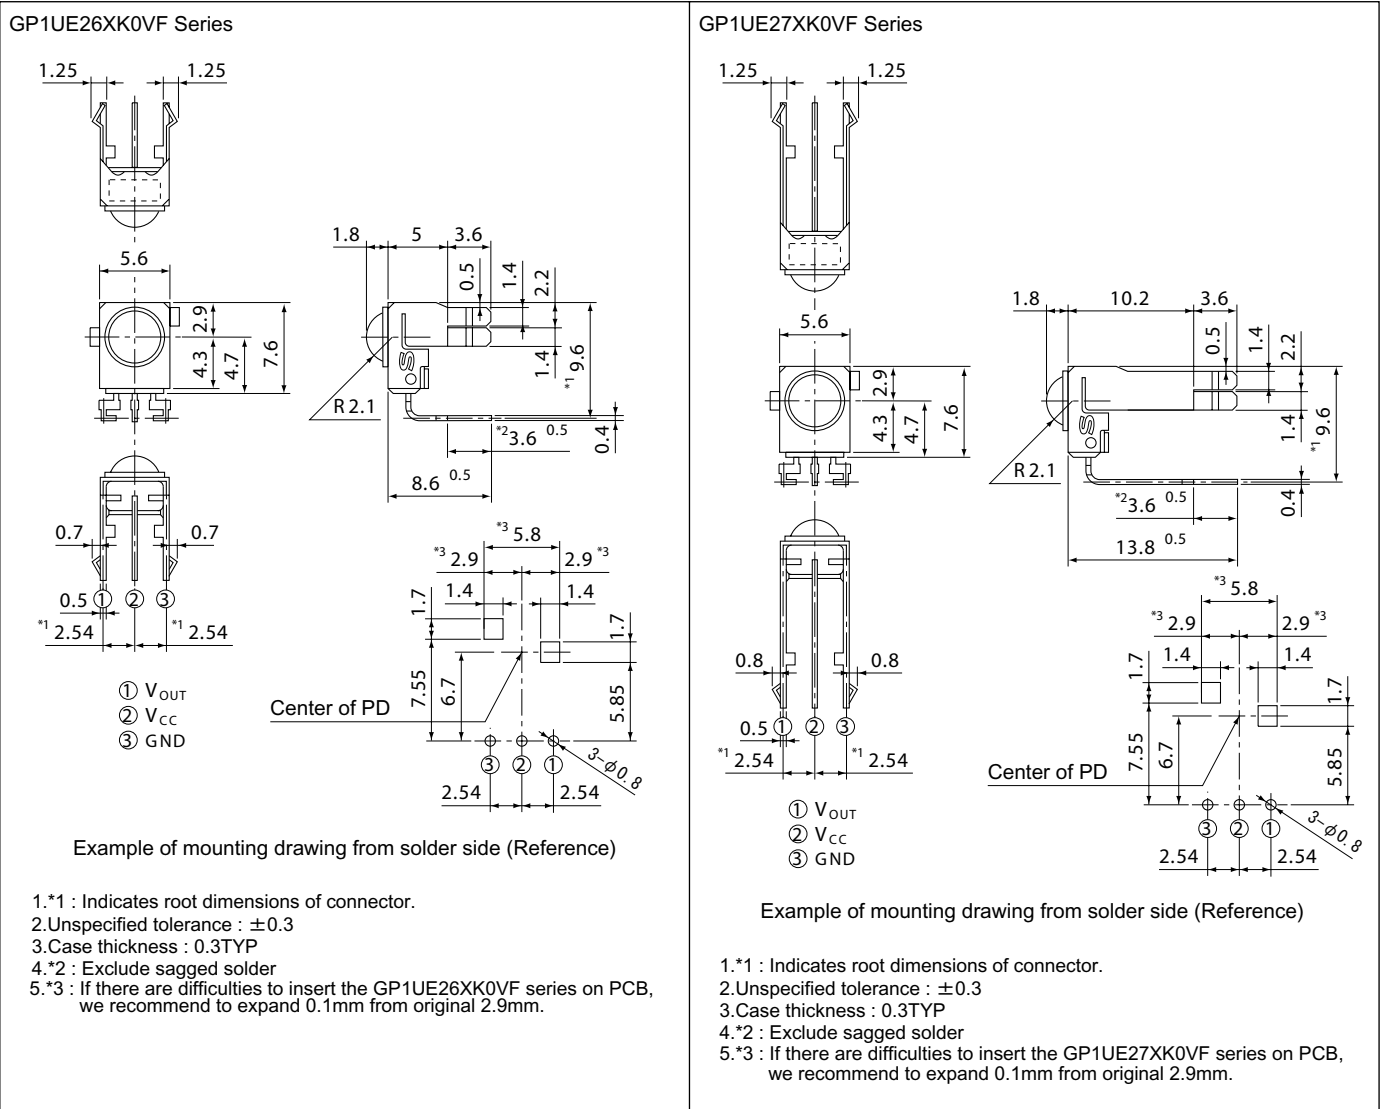 GP1UE26XK0VF Series
1.25 1.25
5.6
2.9
4.3
4.7
7.6
1.8 5 3.6
0.5
1.4
2.2
1.4
*1 9.6
R2.1
*2 3.6 0.5
0.4
8.6 0.5
0.7 0.7
0.5 ① ② ③
*1 2.54 *1 2.54
① VOUT
② VCC
③ GND
*3 5.8
*3 2.9 2.9 *3
1.4 1.4
1.7
1.7
7.55
6.7
5.85
Center of PD
③ ② ①
3-φ0.8
2.54 2.54
Example of mounting drawing from solder side (Reference)
1.*1 : Indicates root dimensions of connector.
2.Unspecified tolerance : ±0.3
3.Case thickness : 0.3TYP
4.*2 : Exclude sagged solder
5.*3 : If there are difficulties to insert the GP1UE26XK0VF series on PCB,
we recommend to expand 0.1mm from original 2.9mm.
GP1UE27XK0VF Series
1.25 1.25
5.6
2.9
4.3
4.7
7.6
1.8 10.2 3.6
0.5
1.4
2.2
1.4
*1 9.6
R2.1
*2 3.6 0.5
0.4
13.8 0.5
0.8 0.8
0.5 ① ② ③
*1 2.54 *1 2.54
① VOUT
② VCC
③ GND
*3 5.8
*3 2.9 2.9 *3
1.4 1.4
1.7
1.7
7.55
6.7
5.85
Center of PD
③ ② ①
3-φ0.8
2.54 2.54
Example of mounting drawing from solder side (Reference)
1.*1 : Indicates root dimensions of connector.
2.Unspecified tolerance : ±0.3
3.Case thickness : 0.3TYP
4.*2 : Exclude sagged solder
5.*3 : If there are difficulties to insert the GP1UE27XK0VF series on PCB,
we recommend to expand 0.1mm from original 2.9mm.